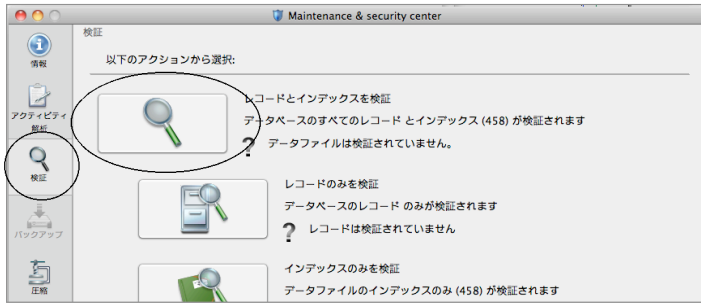 Maintenance & security center
検証
情報
以下のアクションから選択:
アクティビティ
解析
検証
バックアップ
圧縮
レコードとインデックスを検証
データベースのすべてのレコード とインデックス (458) が検証されます
? データファイルは検証されていません。
レコードのみを検証
データベースのレコード のみが検証されます
? レコードは検証されていません
インデックスのみを検証
データファイルのインデックスのみ (458) が検証されます